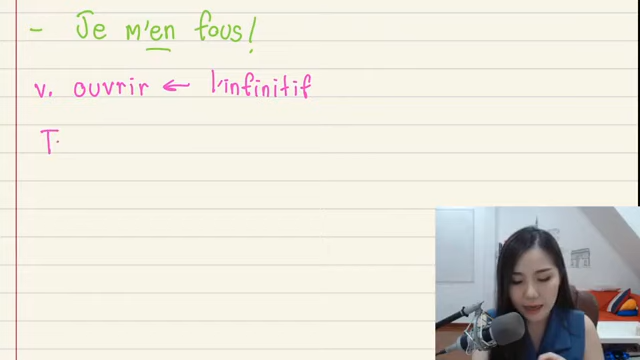 - Je m'en fous!
v. ouvrir ← l'infinitif
T